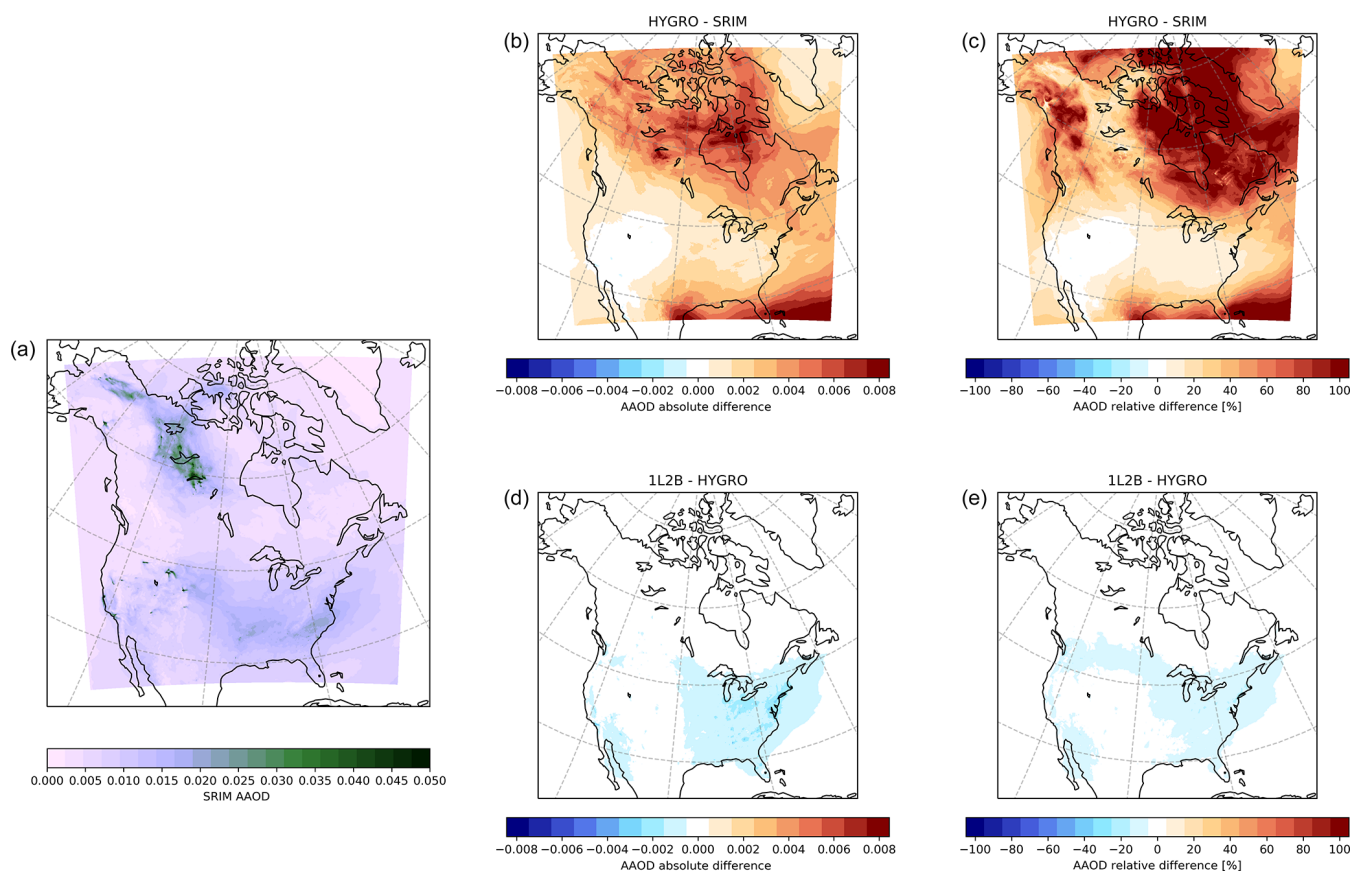 HYGRO - SRIM
HYGRO - SRIM
(b)
(c)
(a)
−0.008 −0.006 −0.004 −0.002 0.000 0.002 0.004 0.006 0.008
AAOD absolute difference
−100 −80 −60 −40 −20 0 20 40 60 80 100
AAOD relative difference [%]
1L2B - HYGRO
1L2B - HYGRO
(d)
(e)
0.000 0.005 0.010 0.015 0.020 0.025 0.030 0.035 0.040 0.045 0.050
SRIM AAOD
−0.008 −0.006 −0.004 −0.002 0.000 0.002 0.004 0.006 0.008
AAOD absolute difference
−100 −80 −60 −40 −20 0 20 40 60 80 100
AAOD relative difference [%]